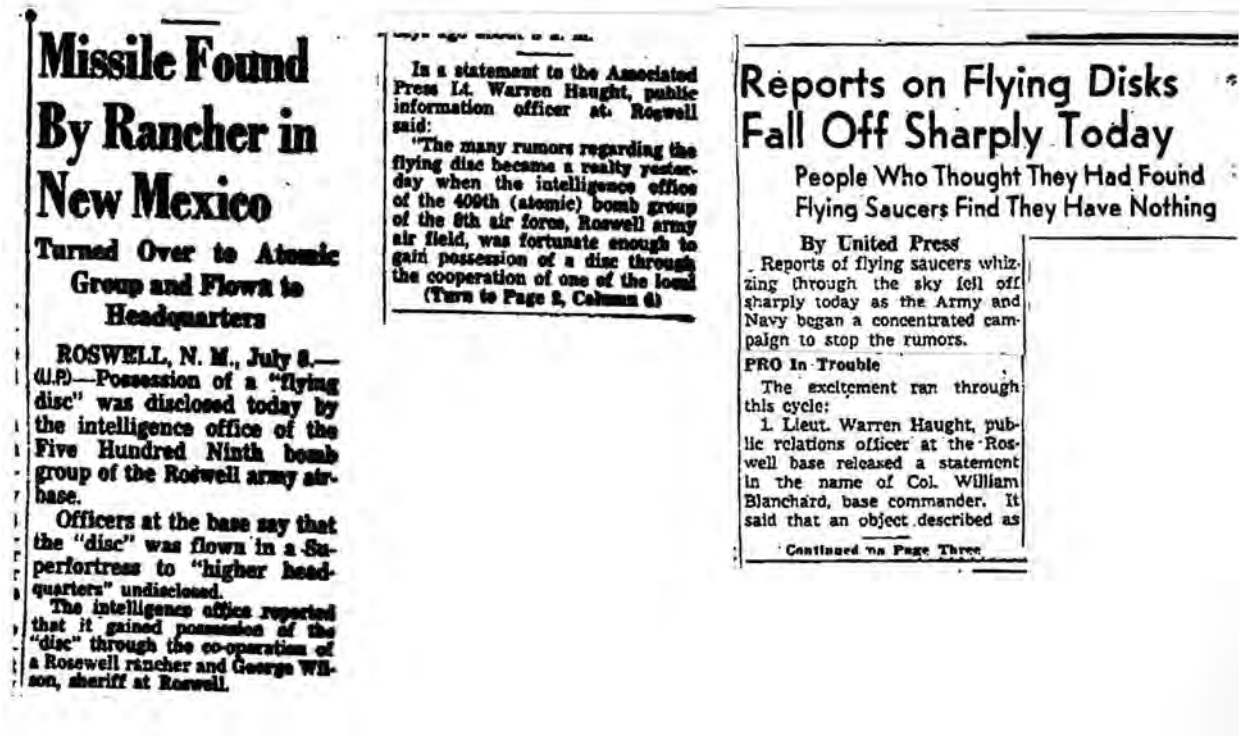 Missile Found
By Rancher in
New Mexico
Turned Over to Atomic
Group and Flown to
Headquarters
ROSWELL, N. M., July 8.—
(U.P.)—Possession of a "flying
disc" was disclosed today by
the intelligence office of the
Five Hundred Ninth bomb
group of the Roswell army air-
base.
Officers at the base say that
the "disc" was flown in a Su-
perfortress to "higher head-
quarters" undisclosed.
The intelligence office reported
that it gained possession of the
"disc" through the co-operation of
a Rosewell rancher and George Wil-
son, sheriff at Roswell.
In a statement to the Associated
Press Lt. Warren Haught, public
information officer at Roswell
said:
"The many rumors regarding the
flying disc became a realty yester-
day when the intelligence office
of the 409th (atomic) bomb group
of the 8th air force, Roswell army
air field, was fortunate enough to
gain possession of a disc through
the cooperation of one of the local
(Turn to Page 2, Column 4)
Reports on Flying Disks
Fall Off Sharply Today
People Who Thought They Had Found
Flying Saucers Find They Have Nothing
By United Press
Reports of flying saucers whiz-
zing through the sky fell off
sharply today as the Army and
Navy began a concentrated cam-
paign to stop the rumors.
PRO In Trouble
The excitement ran through
this cycle:
1. Lieut. Warren Haught, pub-
lic relations officer at the Ros-
well base released a statement
in the name of Col. William
Blanchard, base commander. It
said that an object described as
Continued on Page Three